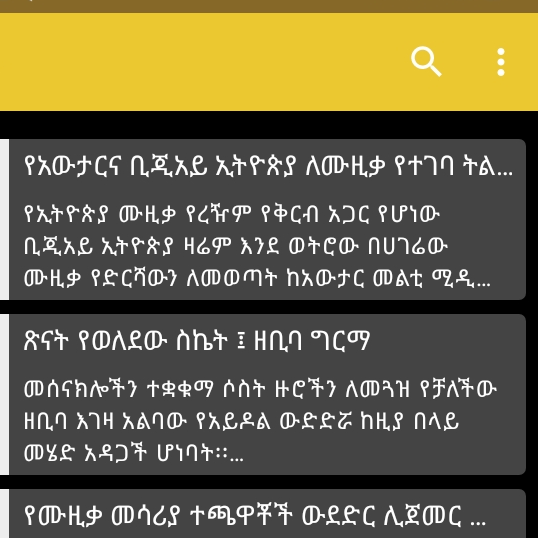 የአውታርና ቢጂአይ ኢትዮጵያ ለሙዚቃ የተገባ ትል...
የኢትዮጵያ ሙዚቃ የረዥም የቅርብ አጋር የሆነው
ቢጂአይ ኢትዮጵያ ዛሬም እንደ ወትሮው በሀገሬው
ሙዚቃ የድርሻውን ለመወጣት ከአውታር መልቲ ሚዲ...
ጽናት የወለደው ስኬት ፤ ዘቢባ ግርማ
መሰናክሎችን ተቋቁማ ሶስት ዙሮችን ለመጓዝ የቻለችው
ዘቢባ እገዛ አልባው የአይዶል ውድድሯ ከዚያ በላይ
መሄድ አዳጋች ሆነባት፡፡...
የሙዚቃ መሳሪያ ተጫዋቾች ውደድር ሊጀመር ...